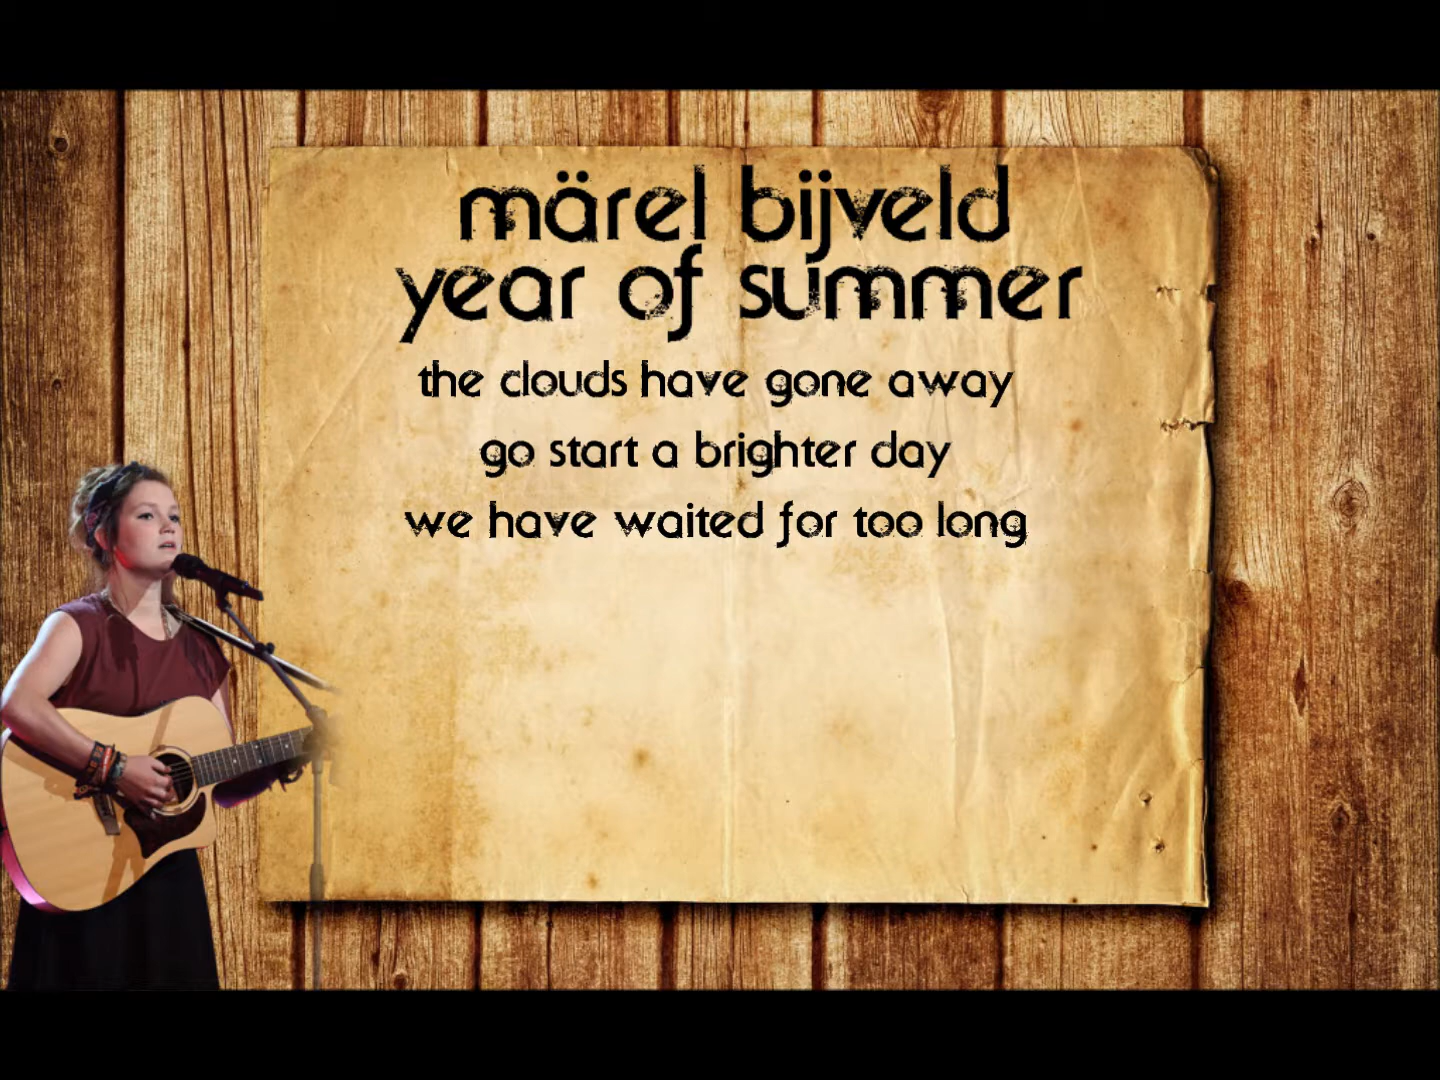 märel bijveld
year of summer
the clouds have gone away
go start a brighter day
we have waited for too long